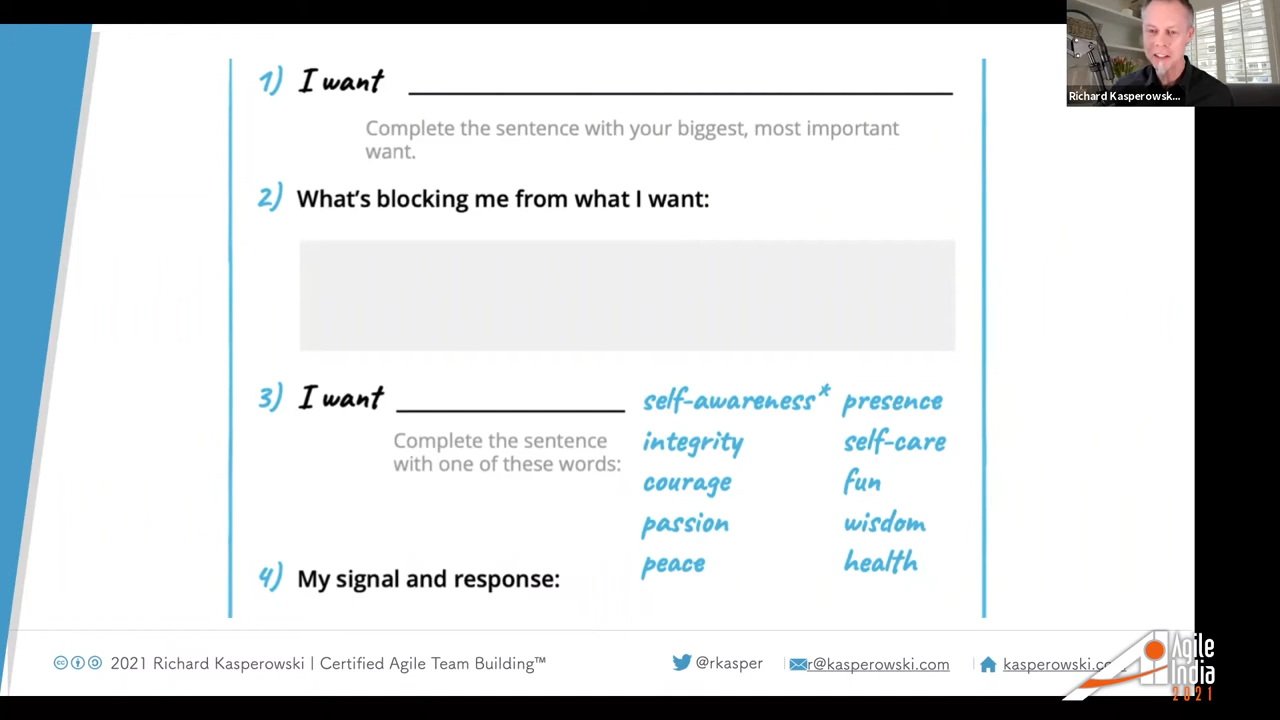 Richard Kasperowsk...
1) I want
Complete the sentence with your biggest, most important
want.
2) What's blocking me from what I want:
3) I want
Complete the sentence
with one of these words:
self-awareness* presence
integrity self-care
courage fun
passion wisdom
peace health
4) My signal and response:
2021 Richard Kasperowski | Certified Agile Team Building™
@rkasper
r@kasperowski.com
kasperowski.co
Agile
India
2021